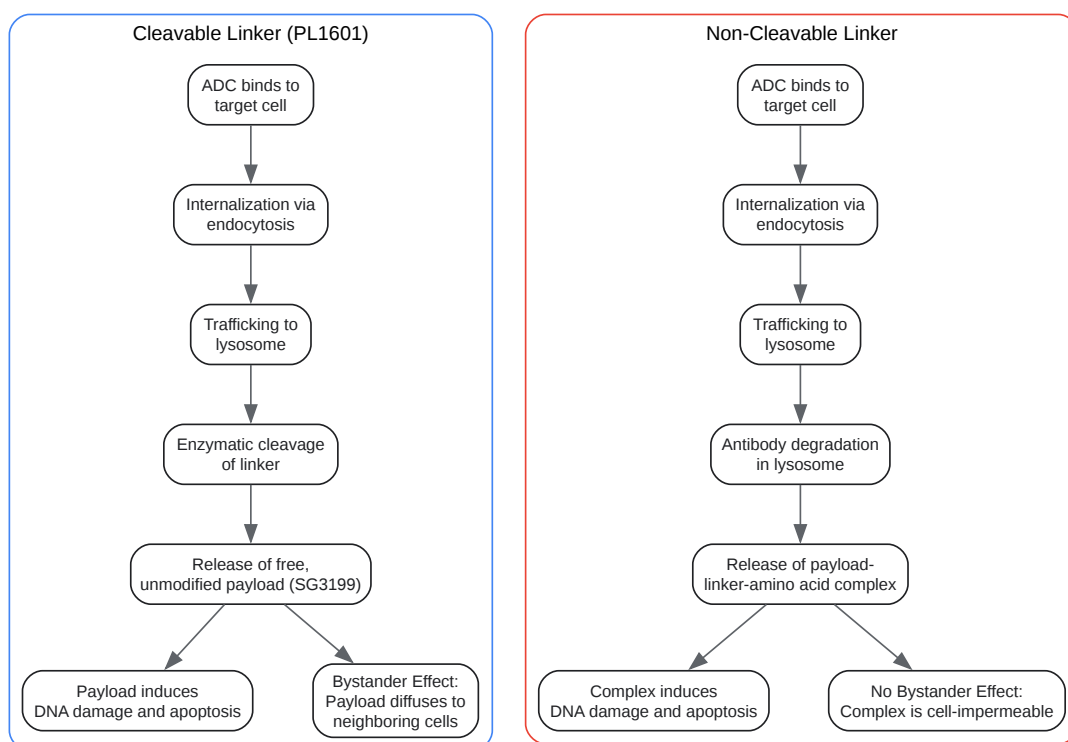 Cleavable Linker (PL1601)
ADC binds to
target cell
Internalization via
endocytosis
Trafficking to
lysosome
Enzymatic cleavage
of linker
Release of free,
unmodified payload (SG3199)
Payload induces
DNA damage and apoptosis
Bystander Effect:
Payload diffuses to
neighboring cells
Non-Cleavable Linker
ADC binds to
target cell
Internalization via
endocytosis
Trafficking to
lysosome
Antibody degradation
in lysosome
Release of payload-
linker-amino acid complex
Complex induces
DNA damage and apoptosis
No Bystander Effect:
Complex is cell-impermeable